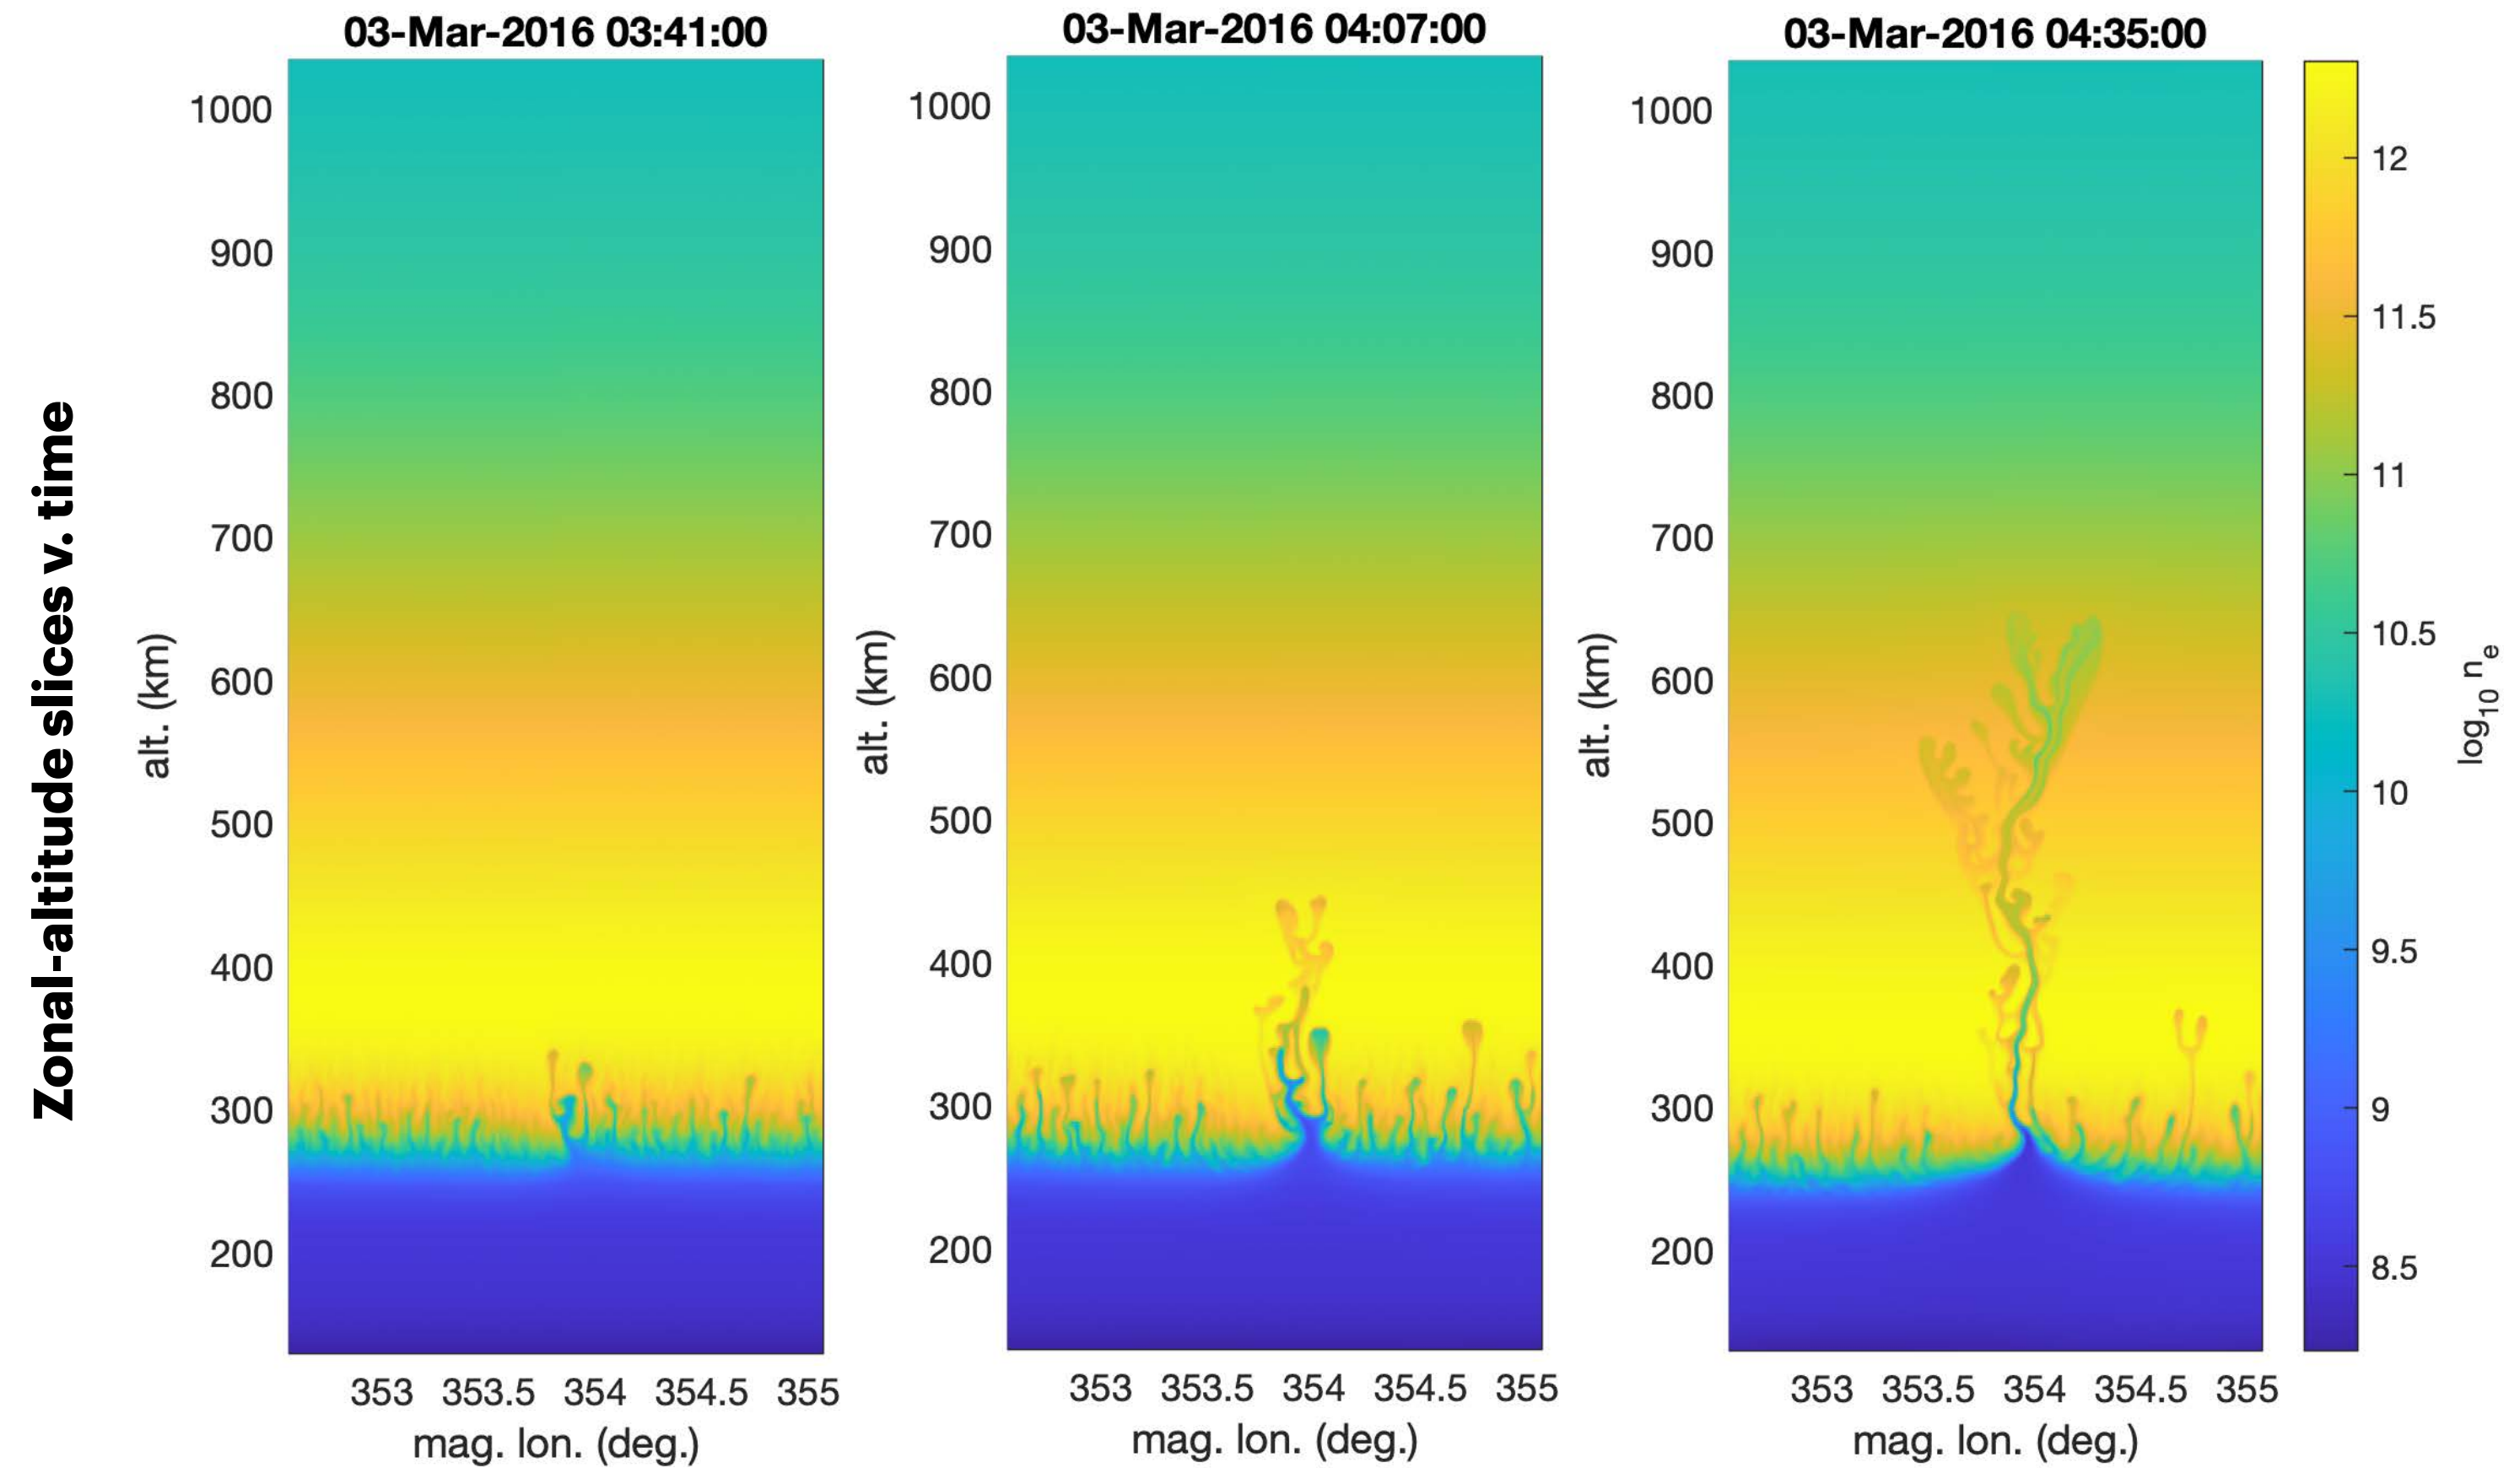 Zonal-altitude slices v. time
03-Mar-2016 03:41:00
1000
900
800
700
600
500
400
300
200
alt. (km)
353 353.5 354 354.5 355
mag. lon. (deg.)
03-Mar-2016 04:07:00
1000
900
800
700
600
500
400
300
200
alt. (km)
353 353.5 354 354.5 355
mag. lon. (deg.)
03-Mar-2016 04:35:00
1000
900
800
700
600
500
400
300
200
alt. (km)
353 353.5 354 354.5 355
mag. lon. (deg.)
12
11.5
11
10.5
10
9.5
9
8.5
log10 ne